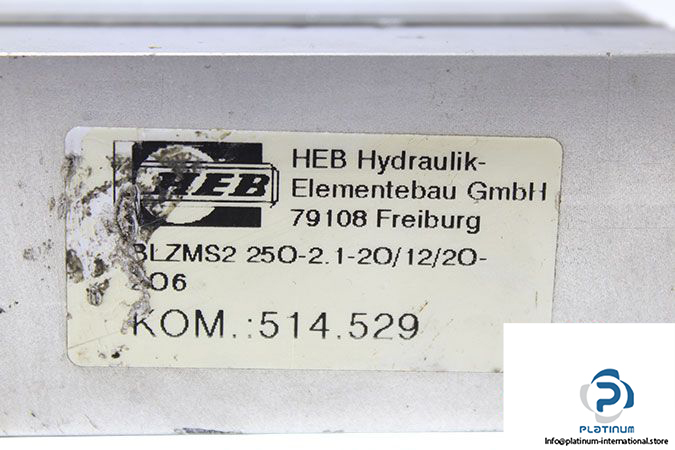 HEB
HEB Hydraulik-
Elementebau GmbH
79108 Freiburg
BLZMS2 250-2.1-20/12/20-
206
KOM.:514.529
PLATINUM
Info@platinum-international.store